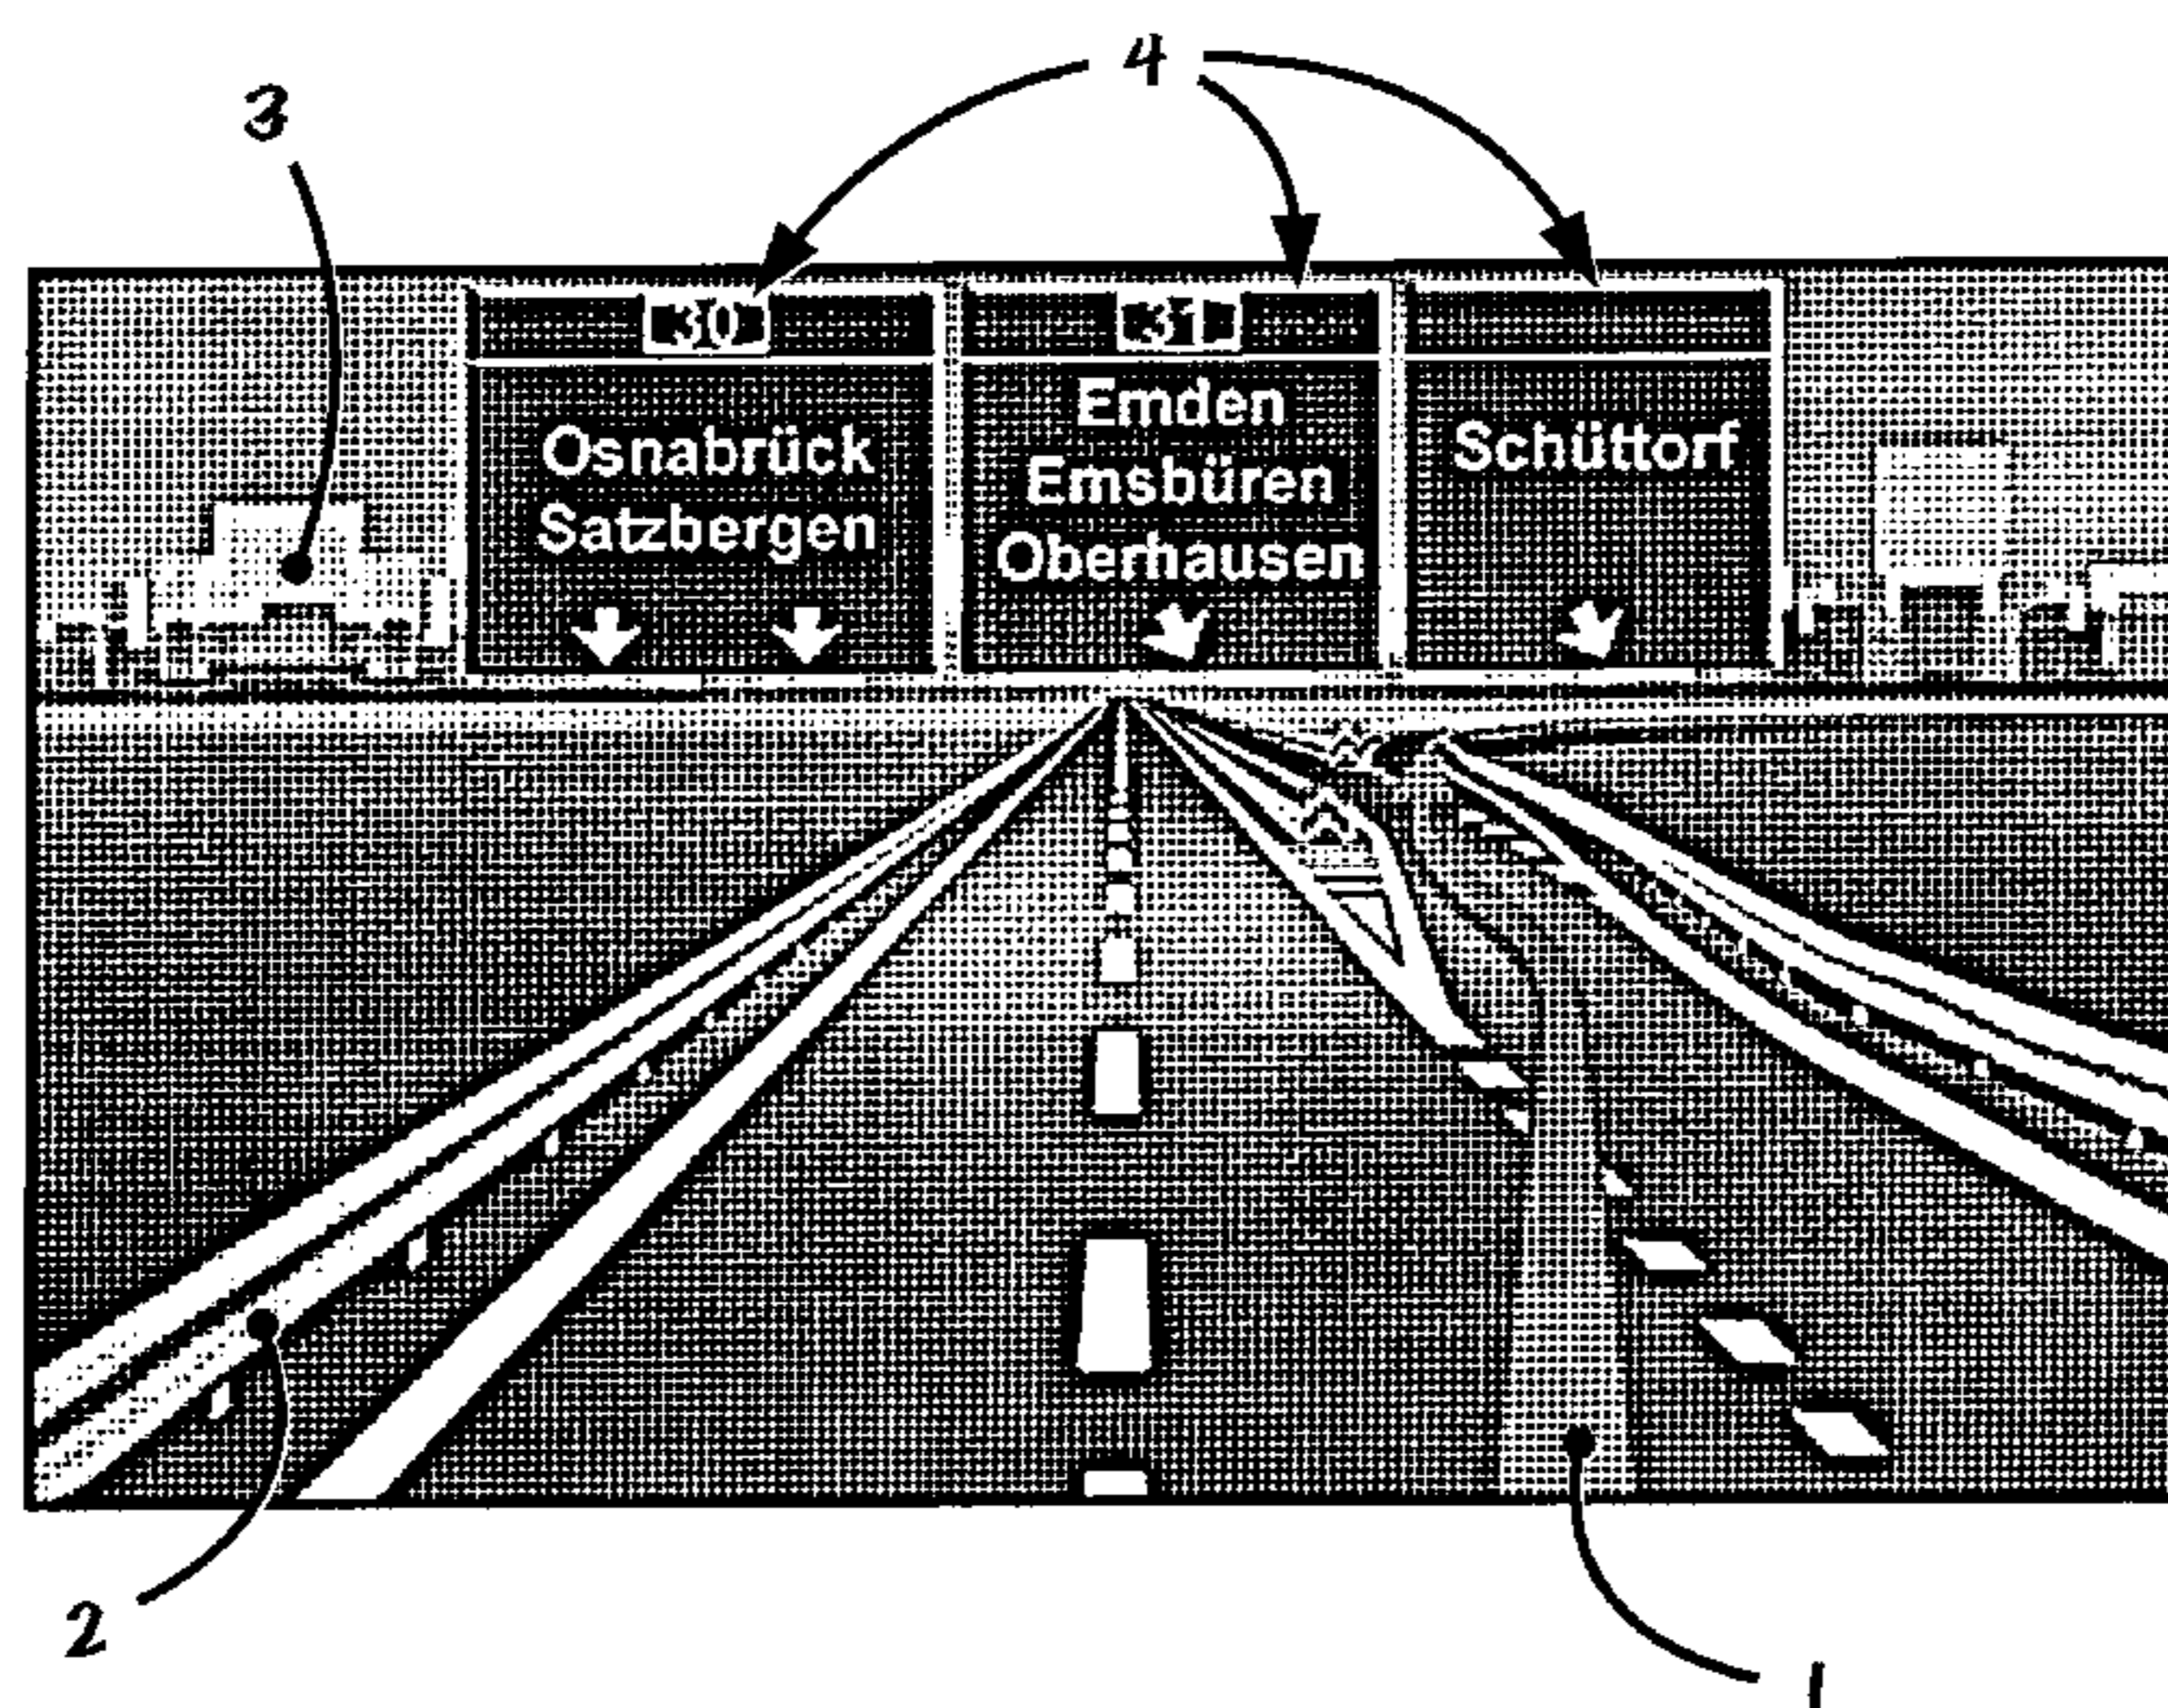 4
3
30
31
Osnabrück
Satzbergen
Emden
Emsbüren
Oberhausen
Schüttorf
2
1